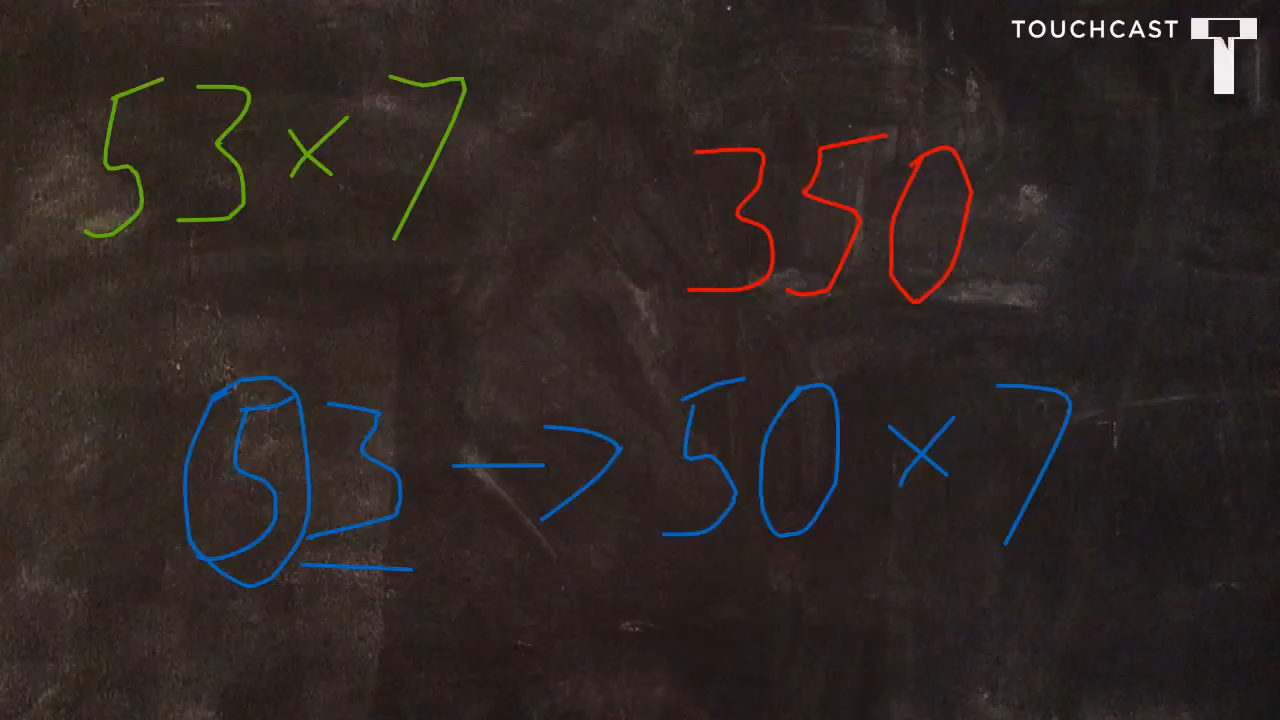 TOUCHCAST
53 × 7
350
53 → 50 × 7